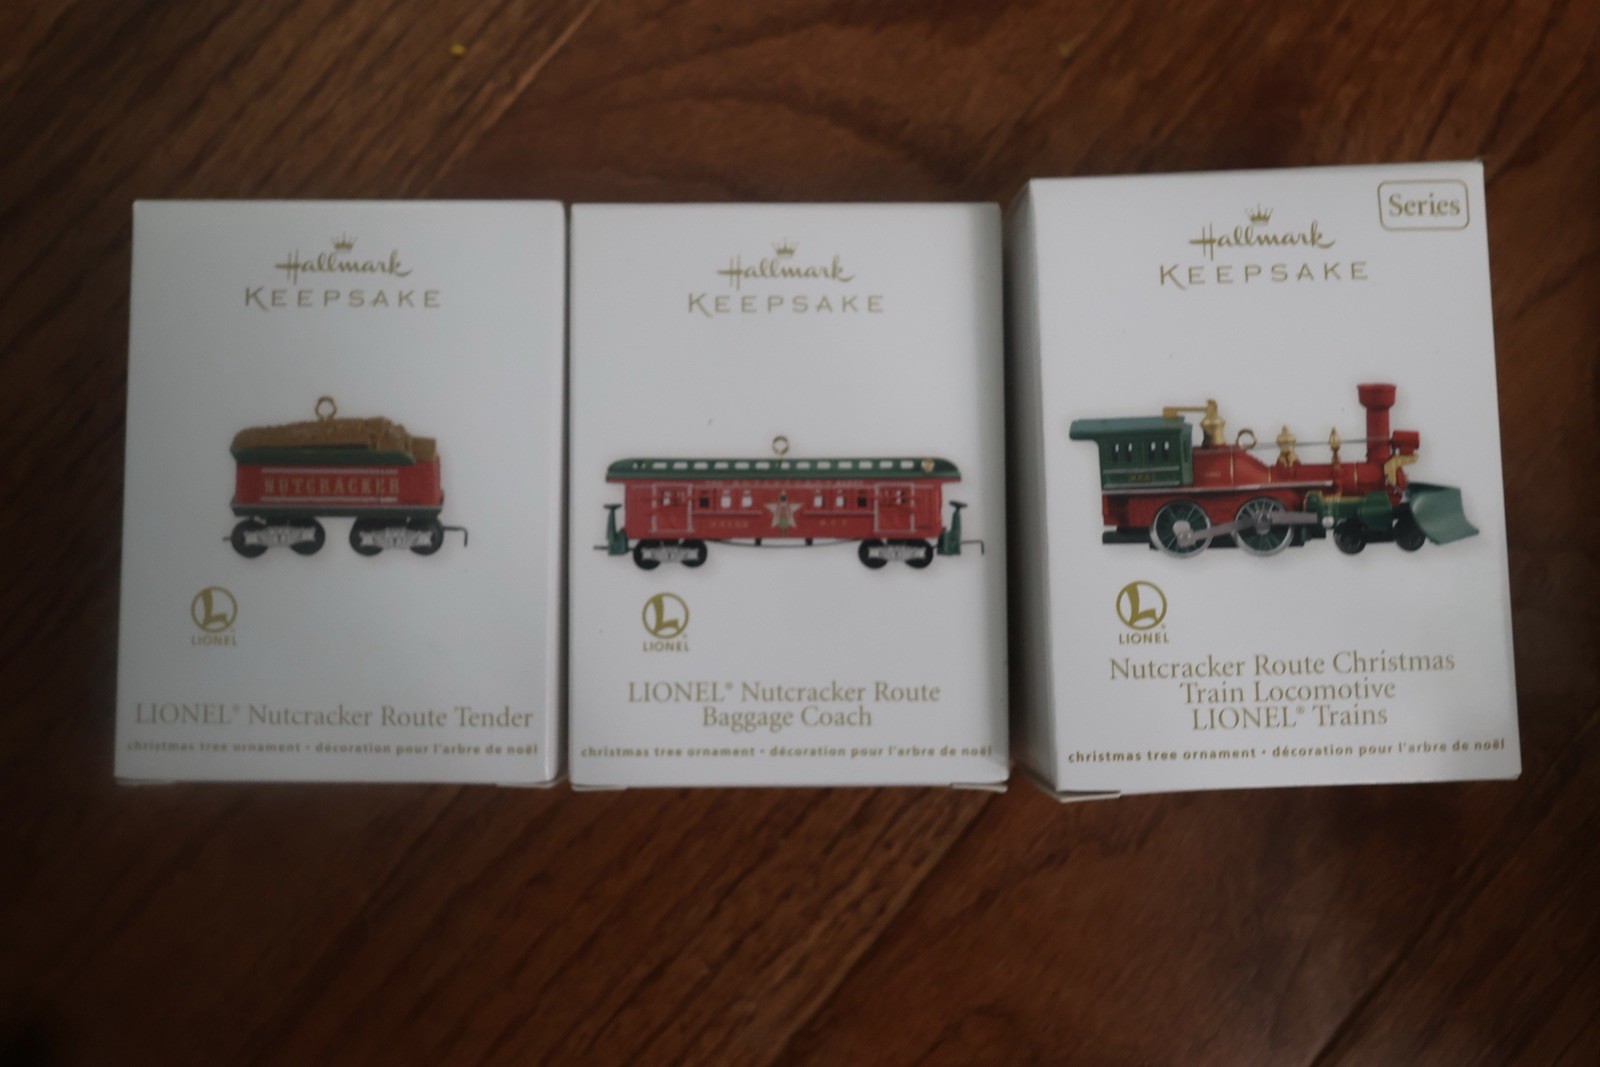 Hallmark
KEEPSAKE
NUTCRACKER
LIONEL
LIONEL® Nutcracker Route Tender
christmas tree ornament • décoration pour l'arbre de noël
Hallmark
KEEPSAKE
L
LIONEL
LIONEL® Nutcracker Route
Baggage Coach
christmas tree ornament • décoration pour l'arbre de noël
Series
Hallmark
KEEPSAKE
L
LIONEL
Nutcracker Route Christmas
Train Locomotive
LIONEL® Trains
christmas tree ornament • décoration pour l'arbre de noël